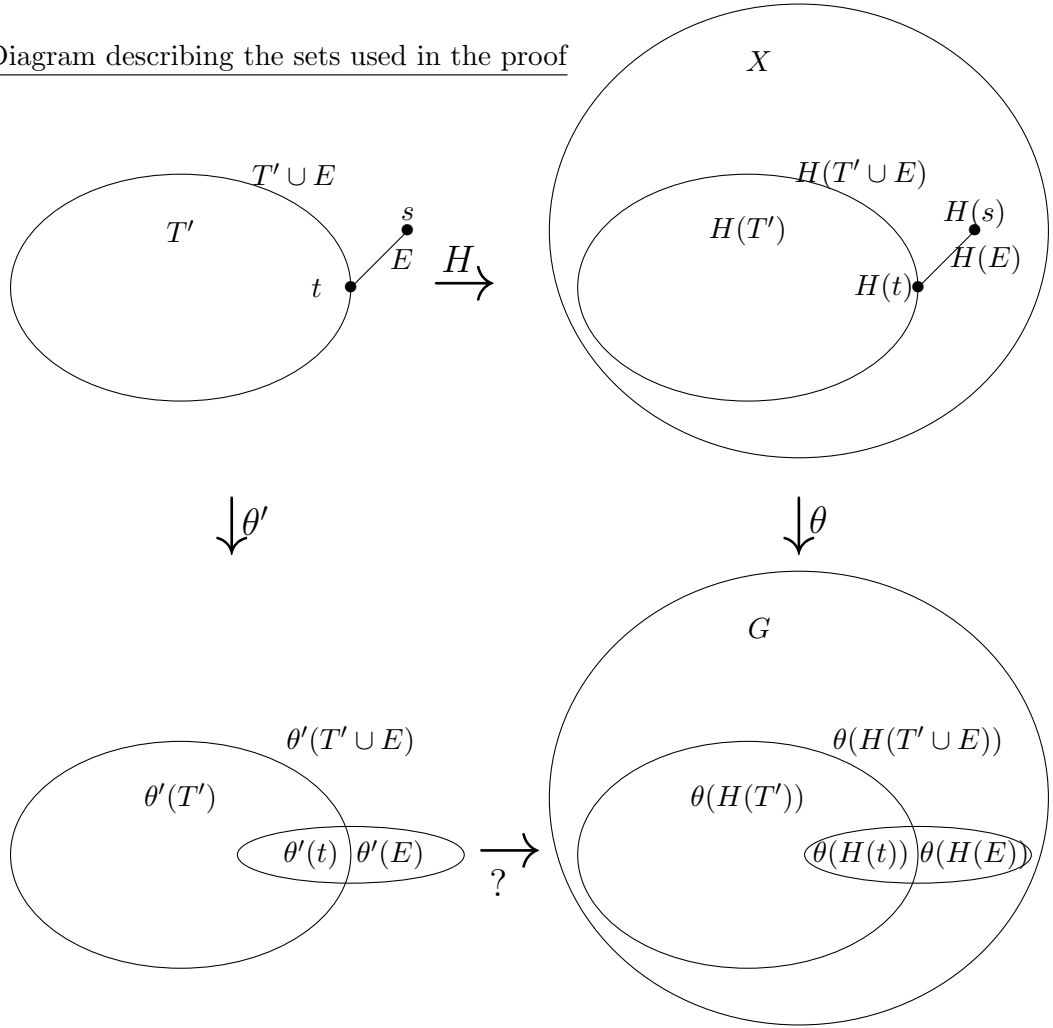 Diagram describing the sets used in the proof
X
T′ ∪ E
H(T′ ∪ E)
T′
s
E
t
H
H(T′)
H(s)
H(E)
H(t)
θ′
θ
G
θ′(T′ ∪ E)
θ(H(T′ ∪ E))
θ′(T′)
θ(H(T′))
θ′(t) θ′(E)
?
θ(H(t)) θ(H(E))